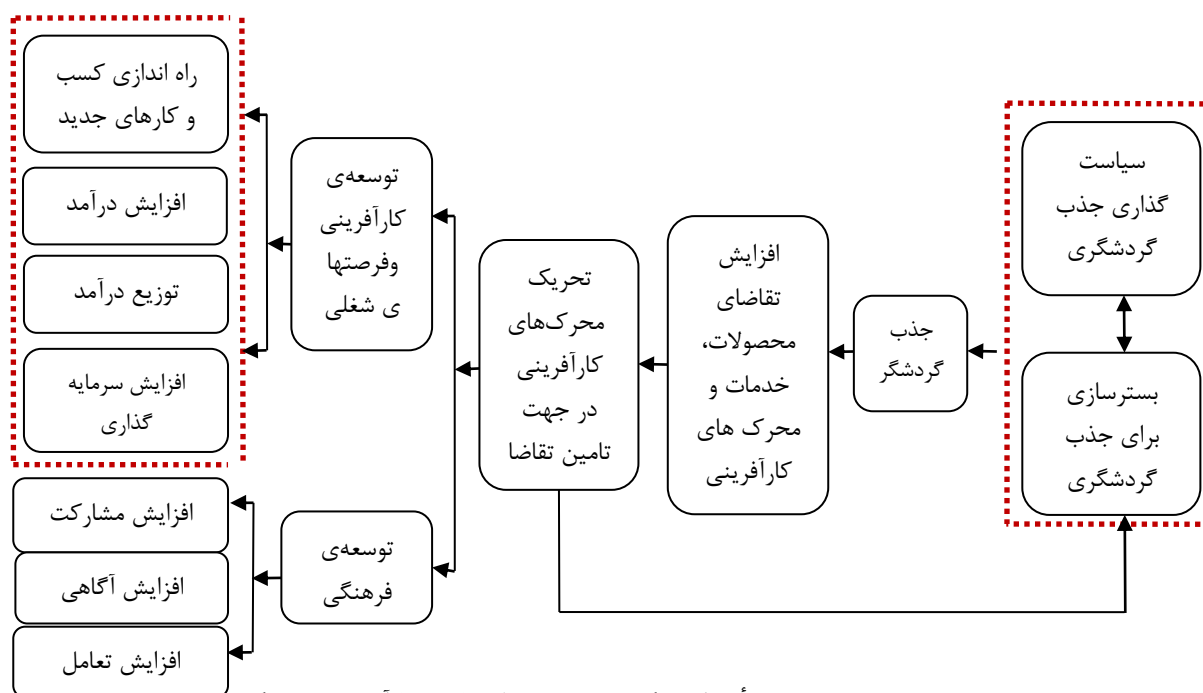 سیاست
گذاری جذب
گردشگری
بسترسازی
برای جذب
گردشگری
جذب
گردشگر
افزایش
تقاضای
محصولات،
خدمات و
محرک های
کارآفرینی
تحریک
محرک‌های
کارآفرینی
در جهت
تامین تقاضا
توسعه‌ی
کارآفرینی
وفرصتها
ی شغلی
راه اندازی کسب
و کارهای جدید
افزایش درآمد
توزیع درآمد
افزایش سرمایه
گذاری
توسعه‌ی
فرهنگی
افزایش مشارکت
افزایش آگاهی
افزایش تعامل